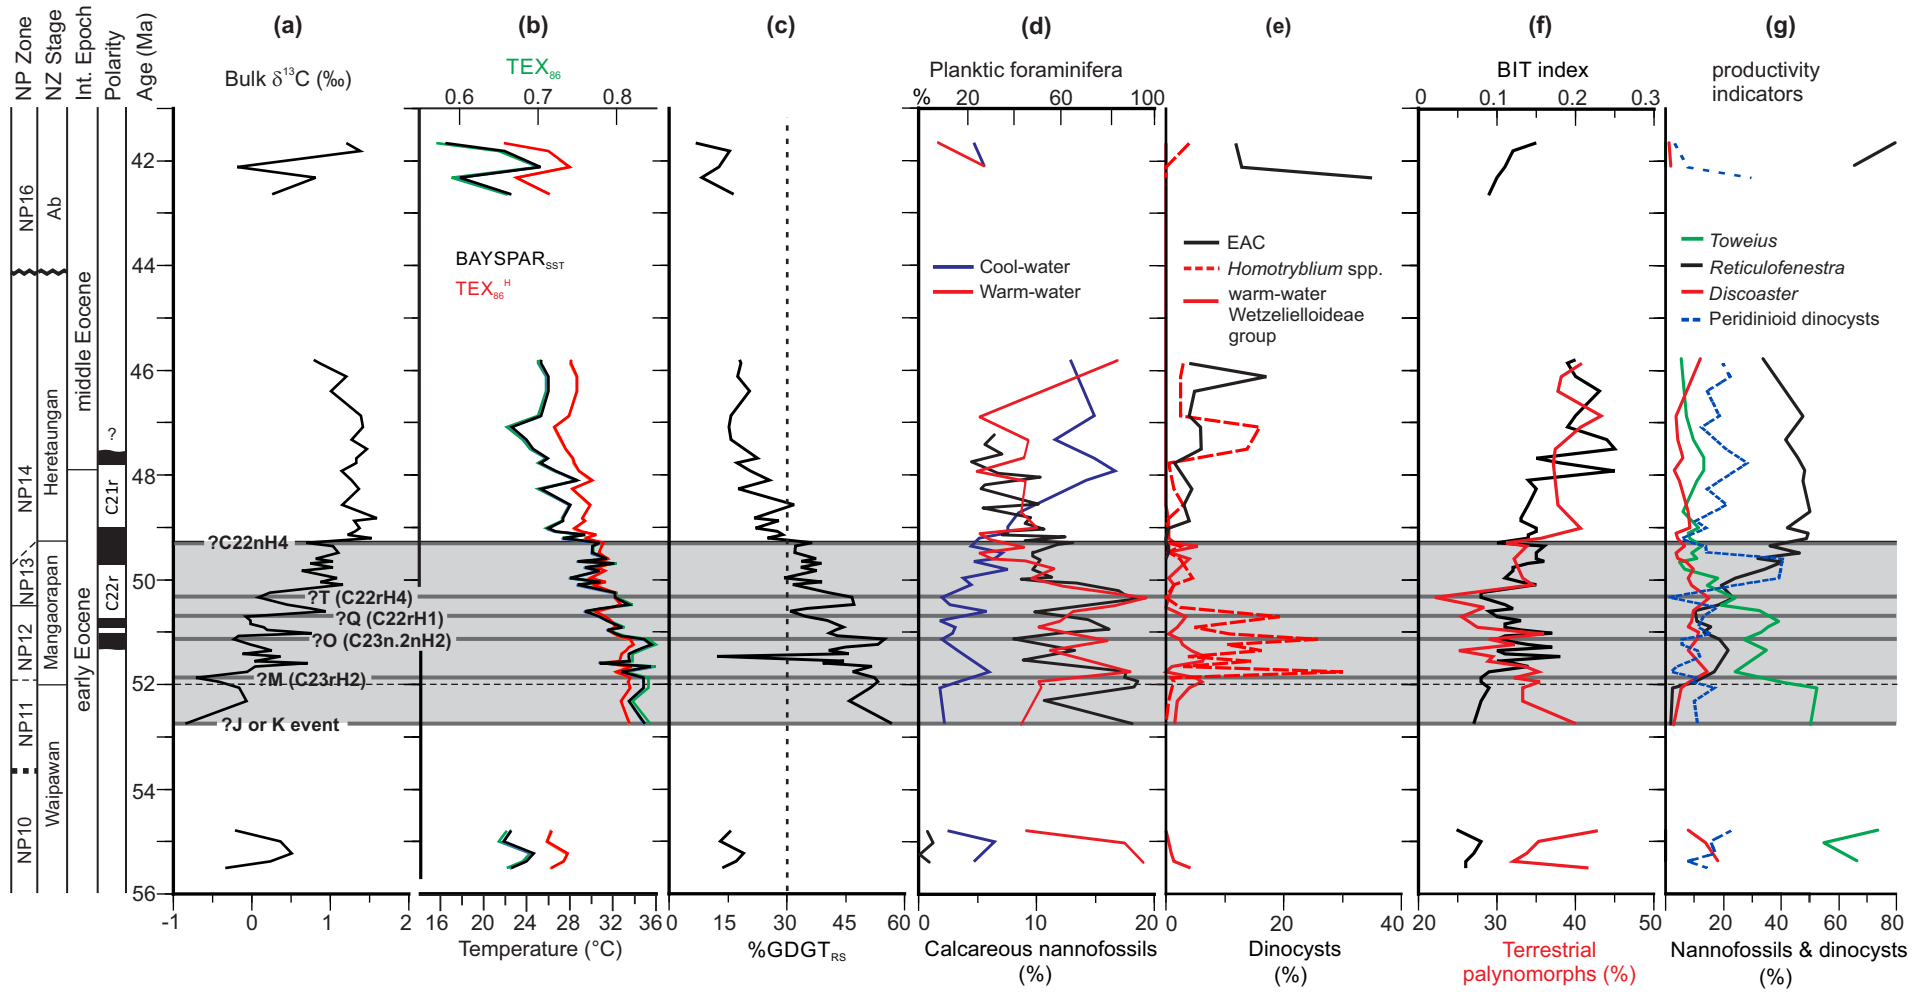 (a)
(b)
(c)
(d)
(e)
(f)
(g)
NP Zone
NZ Stage
Int. Epoch
Polarity
Age (Ma)
Bulk δ13C (‰)
TEX86
0.6 0.7 0.8
Planktic foraminifera
% 20 60 100
BIT index
0 0.1 0.2 0.3
productivity
indicators
BAYSPARSST
TEX86H
Cool-water
Warm-water
EAC
Homotryblium spp.
warm-water
Wetzelielloideae
group
Toweius
Reticulofenestra
Discoaster
Peridinioid dinocysts
NP16
NP14
NP13
NP12
NP11
NP10
Ab
Heretaungan
Mangaorapan
Waipawan
middle Eocene
early Eocene
?
C21r
C22r
42
44
46
48
50
52
54
56
?C22nH4
?T (C22rH4)
?Q (C22rH1)
?O (C23n.2nH2)
?M (C23rH2)
?J or K event
-1 0 1 2
16 20 24 28 32 36
0 15 30 45 60
0 10 20
0 20 40
20 30 40 50
0 20 40 60 80
Temperature (°C)
%GDGTRS
Calcareous nannofossils
(%)
Dinocysts
(%)
Terrestrial
palynomorphs (%)
Nannofossils & dinocysts
(%)